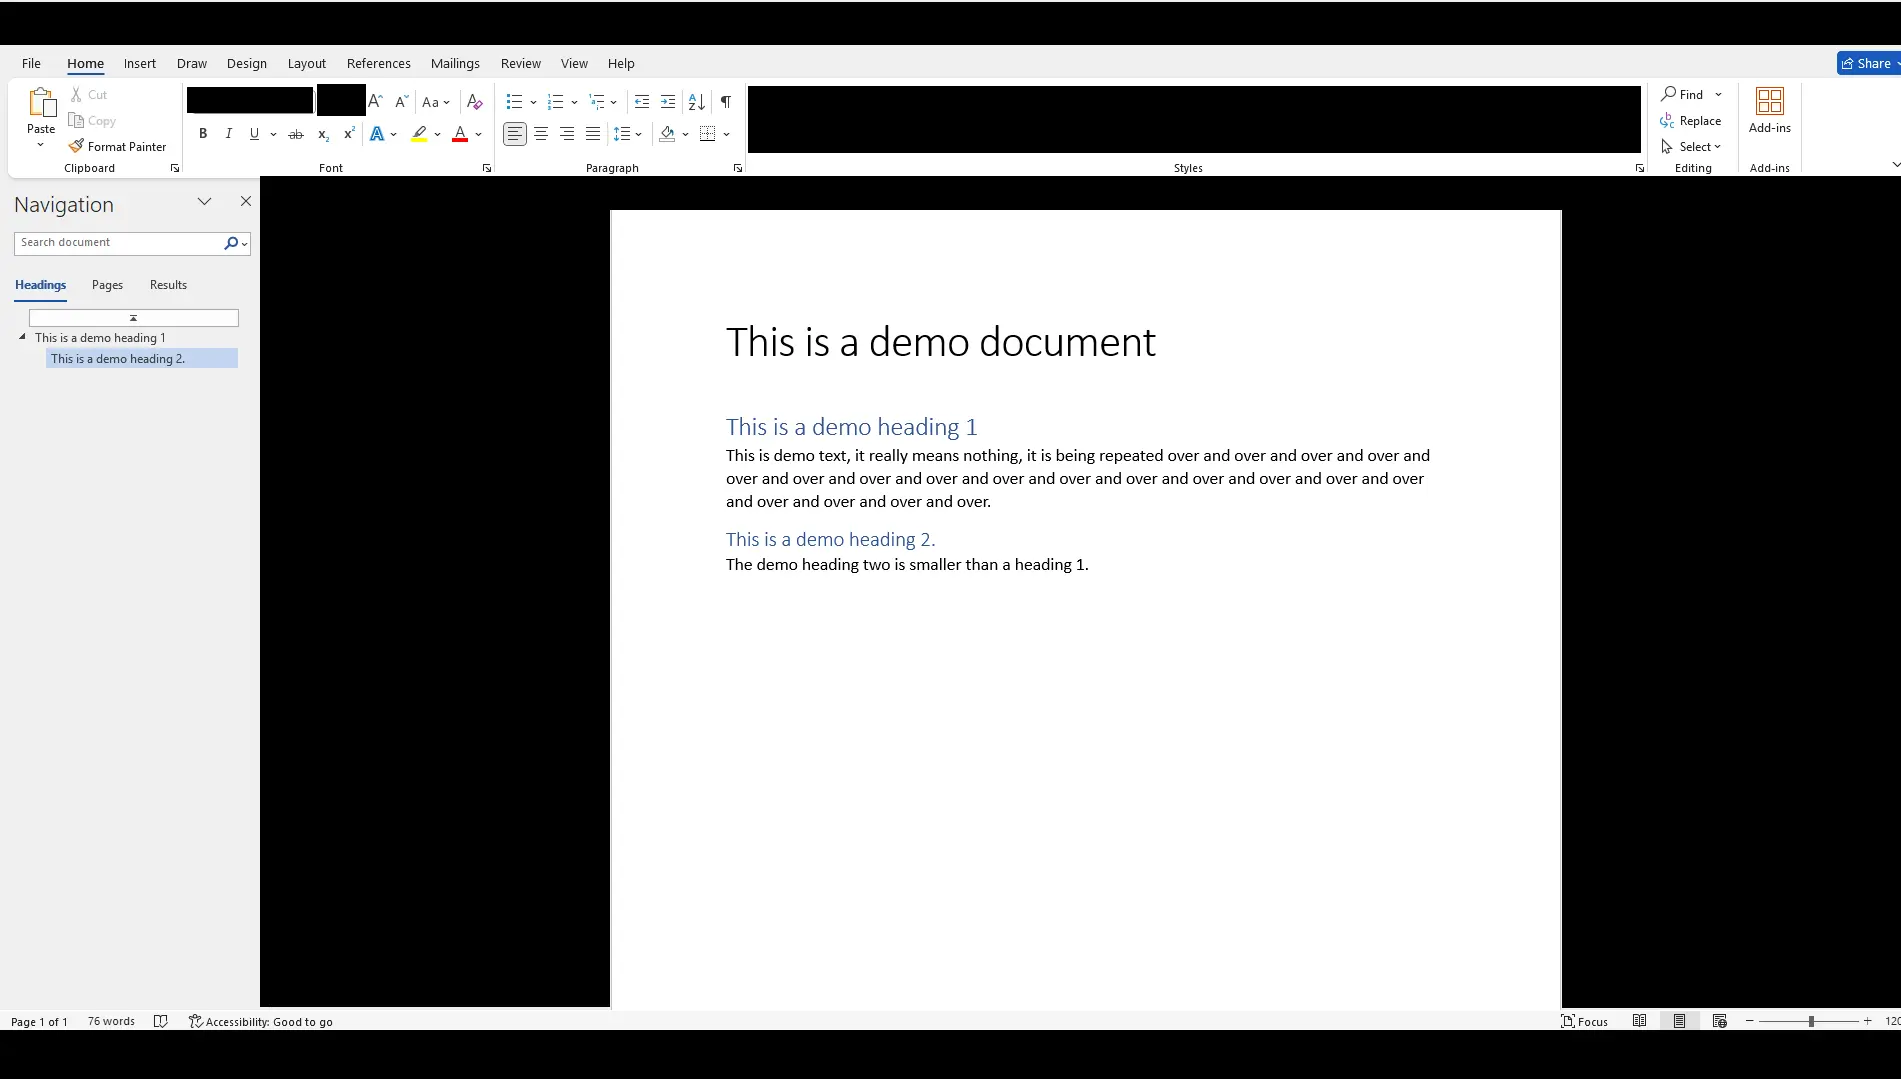 File Home Insert Draw Design Layout References Mailings Review View Help Share
Paste
Cut
Copy
Format Painter
Clipboard
Aa
B I U ab x₂ x² A A
Font
Paragraph
Styles
Find
Replace
Select
Editing
Add-ins
Add-ins
Navigation
Search document
Headings Pages Results
This is a demo heading 1
This is a demo heading 2.
This is a demo document
This is a demo heading 1
This is demo text, it really means nothing, it is being repeated over and over and over and over and
over and over and over and over and over and over and over and over and over and over and over
and over and over and over and over.
This is a demo heading 2.
The demo heading two is smaller than a heading 1.
Page 1 of 1 76 words Accessibility: Good to go Focus